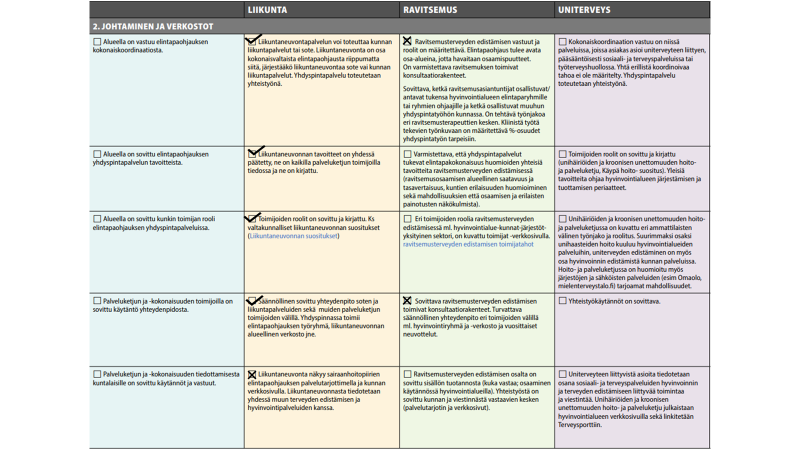 LIIKUNTA
RAVITSEMUS
UNITERVEYS
2. JOHTAMINEN JA VERKOSTOT
Alueella on vastuu elintapaohjauksen
kokonaiskoordinaatiosta.
Liikuntaneuvontapalvelun voi toteuttaa kunnan
liikuntapalvelut tai sote. Liikuntaneuvonta on osa
kokonaisvaltaista elintapaohjausta riippumatta
siitä, järjestääkö liikuntaneuvontaa sote vai kunnan
liikuntapalvelut. Yhdyspintapalvelu toteutetaan
yhteistyönä.
Ravitsemusterveyden edistämisen vastuut ja
roolit on määritettävä. Elintapaohjaus tulee avata
osa-alueina, jotta havaitaan osaamispuutteet.
On varmistettava ravitsemuksen toimivat
konsultaatiorakenteet.
Sovittava, ketkä ravitsemusasiantuntijat osallistuvat/
antavat tukensa hyvinvointialueen elintaparyhmille
tai ryhmien ohjaajille ja ketkä osallistuvat muuhun
yhdyspintatyöhön kunnassa. On tehtävä työnjakoa
eri ravitsemusterapeuttien kesken. Kliinistä työtä
tekevien työnkuvaan on määritettävä %-osuudet
yhdyspintatyön tarpeisiin.
Kokonaiskoordinaation vastuu on niissä
palveluissa, joissa asiakas asioi uniterveyteen liittyen,
pääsääntöisesti sosiaali- ja terveyspalveluissa tai
työterveyshuollossa. Yhtä erillistä koordinoivaa
tahoa ei ole määritelty. Yhdyspintapalvelu
toteutetaan yhteistyönä.
Alueella on sovittu elintapaohjauksen
yhdyspintapalvelun tavoitteista.
Liikuntaneuvonnan tavoitteet on yhdessä
päätetty, ne on kaikilla palveluketjun toimijoilla
tiedossa ja ne on kirjattu.
Varmistettava, että yhdyspintapalvelut
tukevat elintapakokonaisuus huomioiden yhteisiä
tavoitteita ravitsemusterveyden edistämisessä
(ravitsemusosaamisen alueellinen saatavuus ja
tasavertaisuus, kuntien erilaisuuden huomioiminen
sekä mahdollisuuksien että osaamisen ja erilaisten
painotusten näkökulmista).
Toimijoiden roolit on sovittu ja kirjattu
(unihäiriöiden ja kroonisen unettomuuden hoito-
ja palveluketju, Käypä hoito- suositus). Yleisiä
tavoitteita ohjaa hyvinvointialueen järjestämisen ja
tuottamisen periaatteet.
Alueella on sovittu kunkin toimijan rooli
elintapaohjauksen yhdyspintapalveluissa.
Toimijoiden roolit on sovittu ja kirjattu. Ks
valtakunnalliset liikuntaneuvonnan suositukset
(Liikuntaneuvonnan suositukset)
Eri toimijoiden roolia ravitsemusterveyden
edistämisessä ml. hyvinvointialue-kunnat-järjestöt-
yksityinen sektori, on kuvattu toimijat -verkkosivulla.
ravitsemusterveyden edistamisen toimijatahot
Unihäiriöiden ja kroonisen unettomuuden hoito-
ja palveluketjussa on kuvattu eri ammattilaisten
välinen työnjako ja roolitus. Suurimmaksi osaksi
unihaasteiden hoito kuuluu hyvinvointialueiden
palveluihin, uniterveyden edistäminen on myös
osa hyvinvoinnin edistämistä kunnan palveluissa.
Hoito- ja palveluketjussa on huomioitu myös
järjestöjen ja sähköisten palveluiden (esim Omaolo,
mielenterveystalo.fi) tarjoamat mahdollisuudet.
Palveluketjun ja -kokonaisuuden toimijoilla on
sovittu käytäntö yhteydenpidosta.
Säännöllinen sovittu yhteydenpito soten ja
liikuntapalveluiden sekä muiden palveluketjun
toimijoiden välillä. Yhdyspinnassa toimii
elintapaohjauksen työryhmä, liikuntaneuvonnan
alueellinen verkosto jne.
Sovittava ravitsemusterveyden edistämisen
toimivat konsultaatiorakenteet. Turvattava
säännöllinen yhteydenpito eri toimijoiden välillä
ml. hyvinvointiryhmä ja -verkosto ja vuosittaiset
neuvottelut.
Yhteistyökäytännöt on sovittava.
Palveluketjun ja -kokonaisuuden tiedottamisesta
kuntalaisille on sovittu käytännöt ja vastuut.
Liikuntaneuvonta näkyy sairaanhoitopiirien
elintapaohjauksen palvelutarjottimella ja kunnan
verkkosivulla. Liikuntaneuvonnasta tiedotetaan
yhdessä muun terveyden edistämisen ja
hyvinvointipalveluiden kanssa.
Ravitsemusterveyden edistämisen osalta on
sovittu sisällön tuotannosta (kuka vastaa; osaaminen
käytännössä hyvinvointialueilla). Yhteistyöstä on
sovittu kunnan ja viestinnästä vastaavien kesken
(palvelutarjotin ja verkkosivut).
Uniterveyteen liittyvistä asioita tiedotetaan
osana sosiaali- ja terveyspalveluiden hyvinvoinnin
ja terveyden edistämiseen liittyvää toimintaa
ja viestintää. Unihäiriöiden ja kroonisen
unettomuuden hoito- ja palveluketju julkaistaan
hyvinvointialueen verkkosivuilla sekä linkitetään
Terveysporttiin.